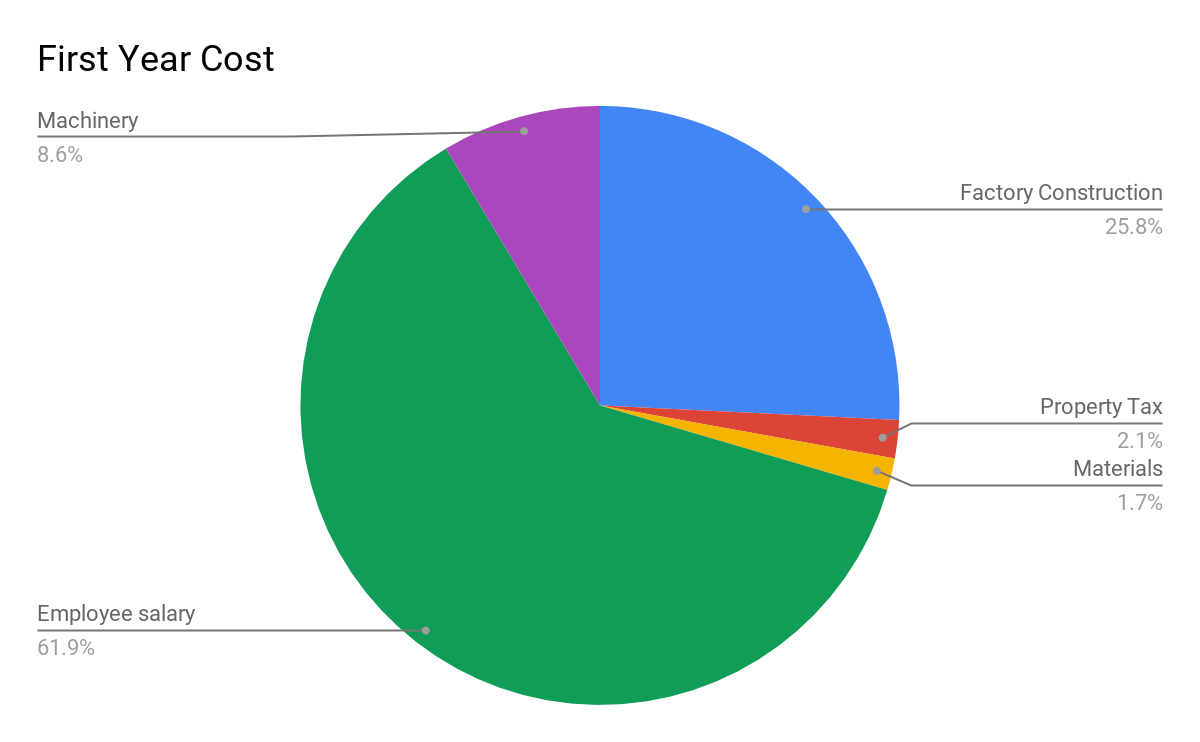 First Year Cost
Machinery
8.6%
Factory Construction
25.8%
Property Tax
2.1%
Materials
1.7%
Employee salary
61.9%